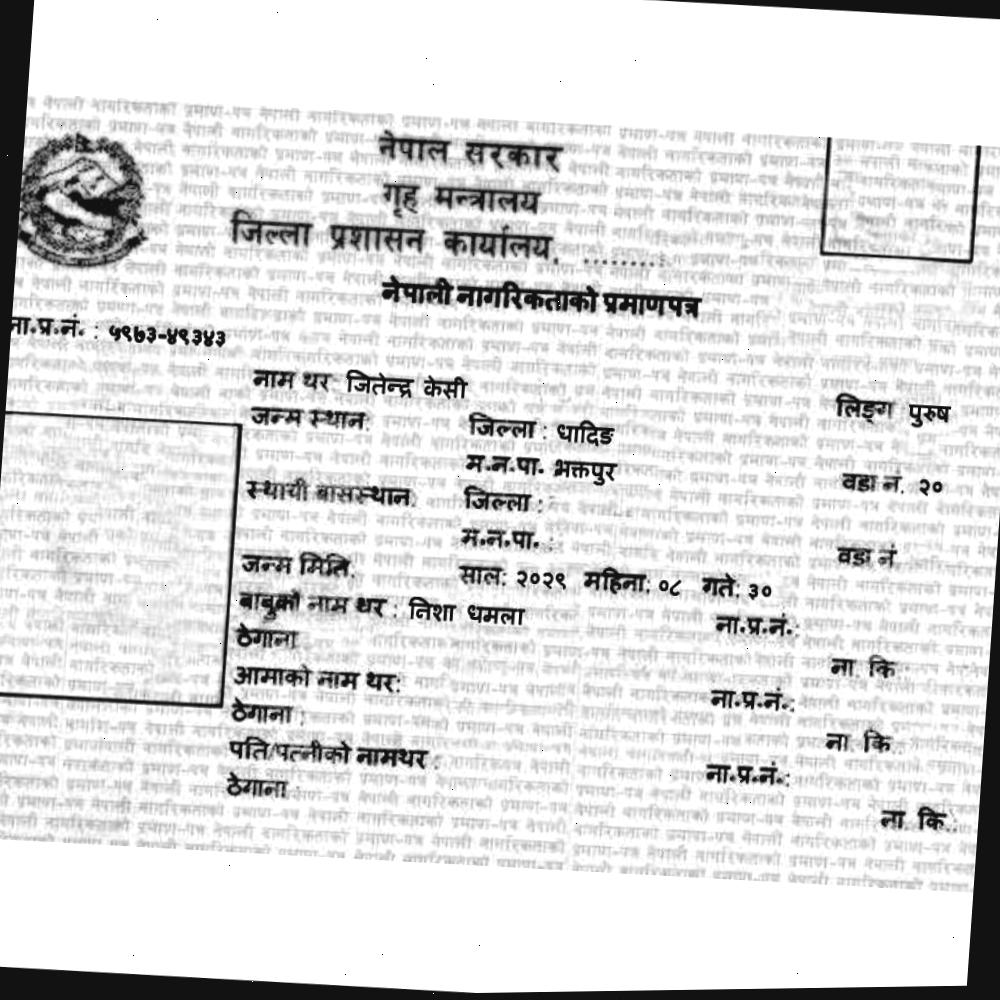 नेपाल सरकार
गृह मन्त्रालय
जिल्ला प्रशासन कार्यालय, .........:
नेपाली नागरिकताको प्रमाणपत्र
ना.प्र.नं. : ५९७३-४९३४३
नाम थर: जितेन्द्र केसी लिङ्ग पुरुष
जन्म स्थान: जिल्ला : धादिङ
म.न.पा. भक्तपुर वडा नं. २०
स्थायी बासस्थान: जिल्ला :
म.न.पा. : वडा नं
जन्म मिति: साल: २०२९ महिना: ०८ गते: ३०
बाबुको नाम थर : निशा धमला ना.प्र.नं.:
ठेगाना ना. कि.:
आमाको नाम थर: ना.प्र.नं.:
ठेगाना : ना. कि.:
पति/पत्नीको नामथर : ना.प्र.नं.:
ठेगाना : ना. कि.: